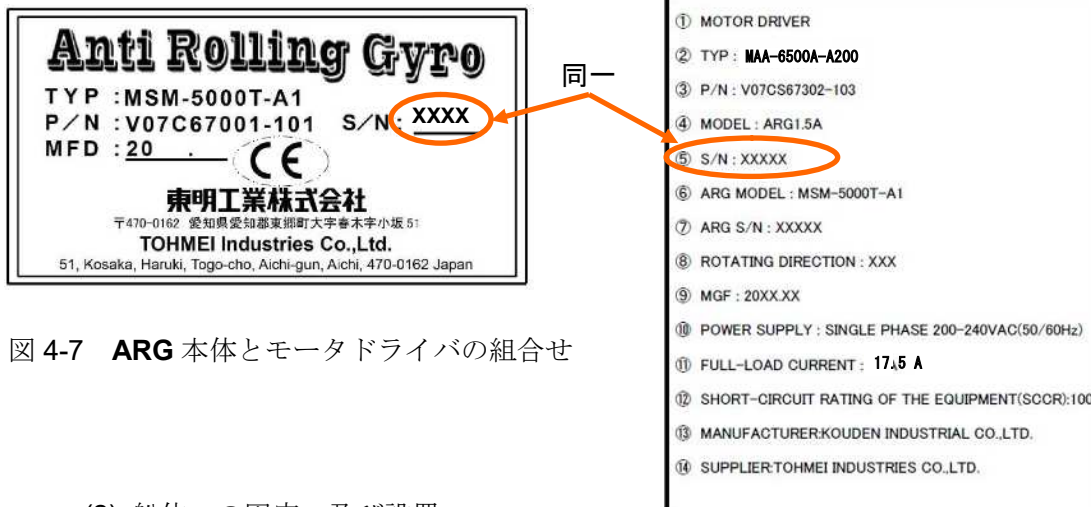 Anti Rolling Gyro
TYP :MSM-5000T-A1
P/N :V07C67001-101 S/N: XXXX
MFD :20 .
CE
東明工業株式会社
〒470-0162 愛知県愛知郡東郷町大字春木字小坂51
TOHMEI Industries Co.,Ltd.
51, Kosaka, Haruki, Togo-cho, Aichi-gun, Aichi, 470-0162 Japan
同一
① MOTOR DRIVER
② TYP : MAA-6500A-A200
③ P/N : V07CS67302-103
④ MODEL : ARG1.5A
⑤ S/N : XXXXX
⑥ ARG MODEL : MSM-5000T-A1
⑦ ARG S/N : XXXXX
⑧ ROTATING DIRECTION : XXX
⑨ MGF : 20XX.XX
⑩ POWER SUPPLY : SINGLE PHASE 200-240VAC(50/60Hz)
⑪ FULL-LOAD CURRENT : 17.5 A
⑫ SHORT-CIRCUIT RATING OF THE EQUIPMENT(SCCR):100
⑬ MANUFACTURER:KOUDEN INDUSTRIAL CO.,LTD.
⑭ SUPPLIER:TOHMEI INDUSTRIES CO.,LTD.
図 4-7 ARG 本体とモータドライバの組合せ